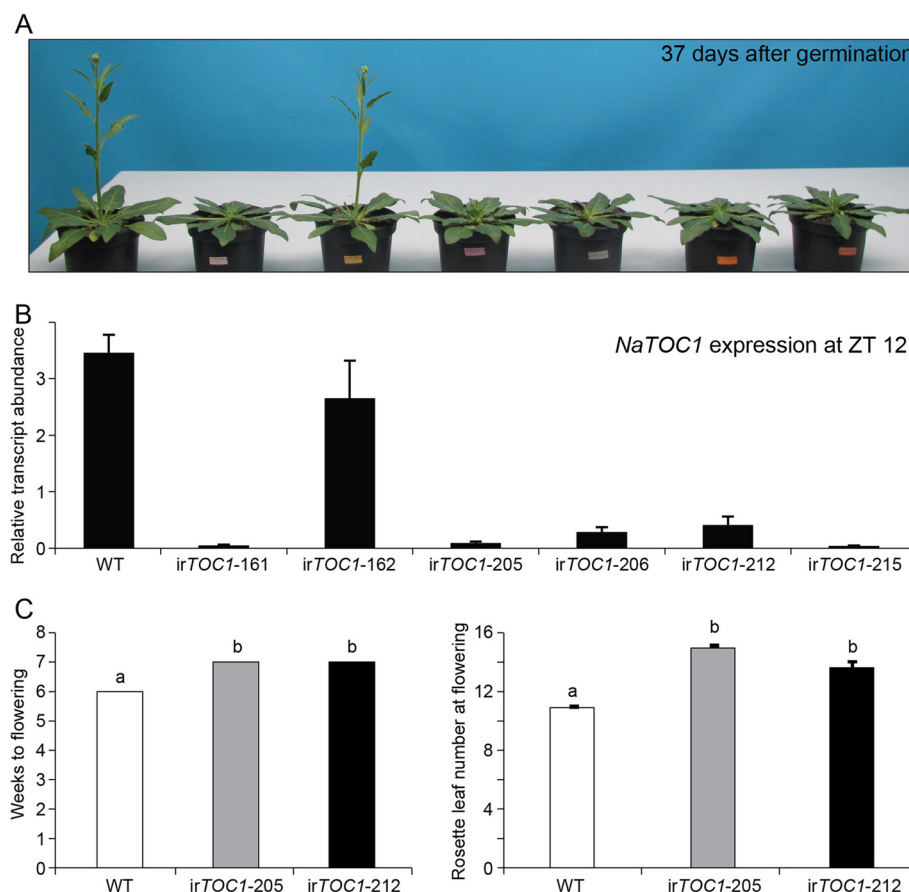 A
37 days after germination
B
Relative transcript abundance
NaTOC1 expression at ZT 12
3
2
1
0
WT irTOC1-161 irTOC1-162 irTOC1-205 irTOC1-206 irTOC1-212 irTOC1-215
C
Weeks to flowering
8
7
6
5
4
3
2
1
0
a b b
WT irTOC1-205 irTOC1-212
Rosette leaf number at flowering
16
12
8
4
0
a b b
WT irTOC1-205 irTOC1-212